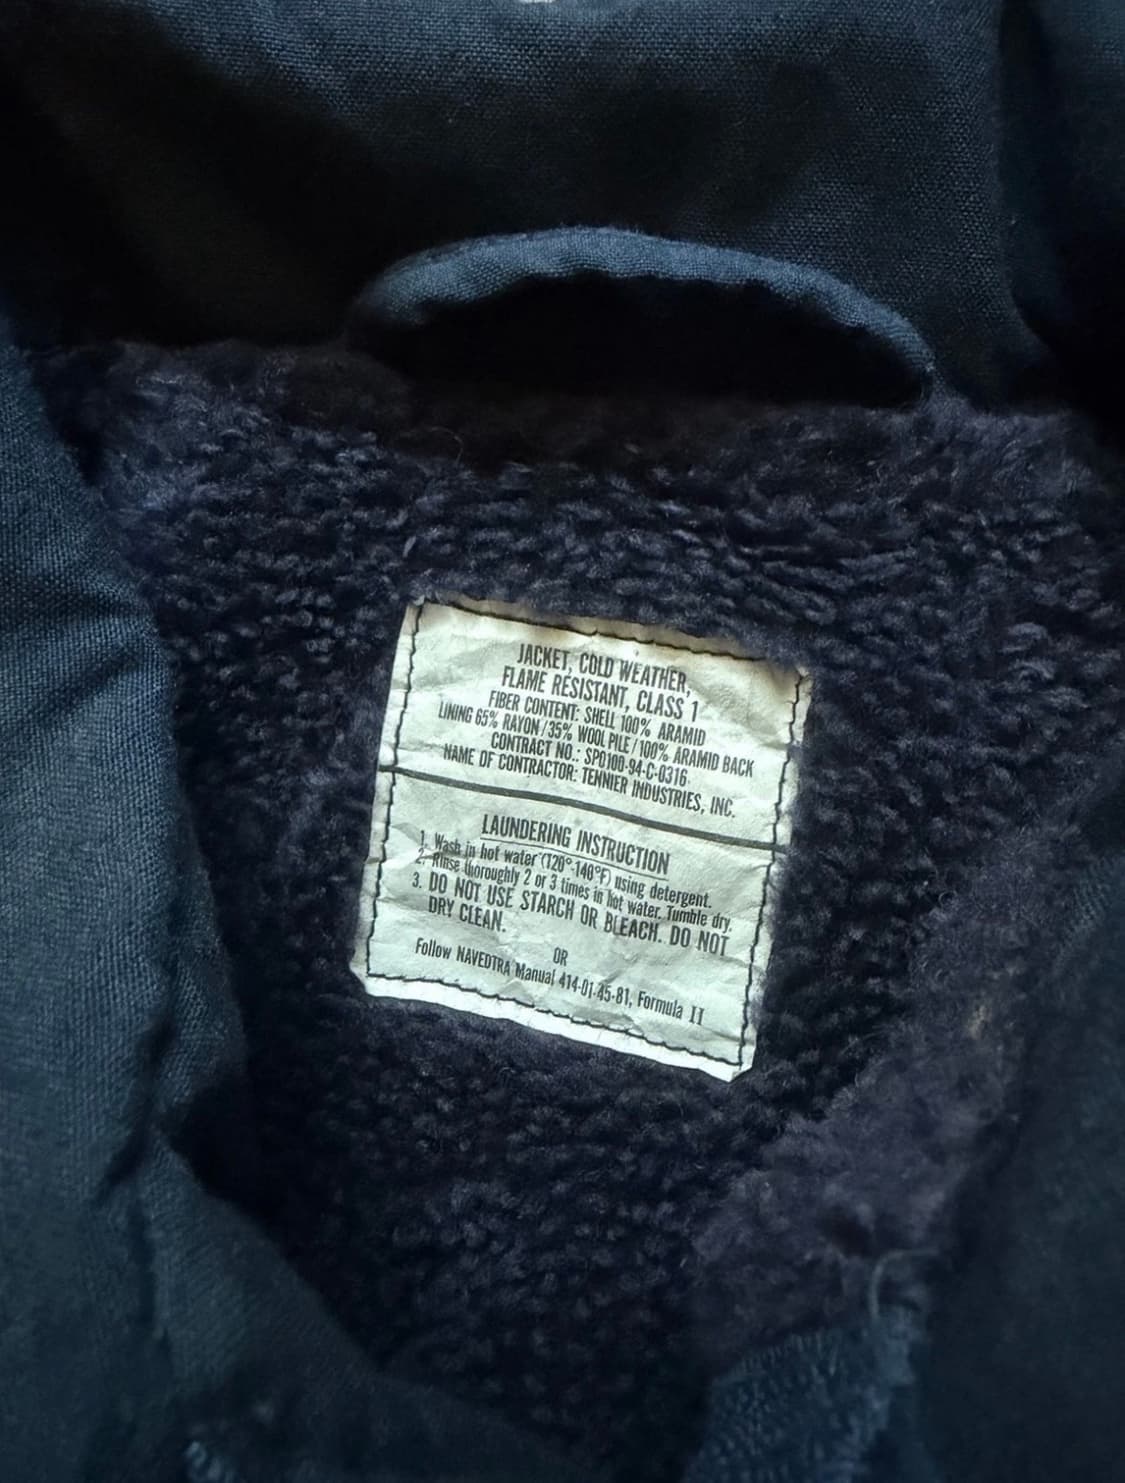 JACKET, COLD WEATHER,
FLAME RESISTANT, CLASS 1
FIBER CONTENT: SHELL 100% ARAMID
LINING 65% RAYON / 35% WOOL PILE / 100% ARAMID BACK
CONTRACT NO.: SPO100-94-C-0316
NAME OF CONTRACTOR: TENNIER INDUSTRIES, INC.
LAUNDERING INSTRUCTION
1. Wash in hot water (120°-140°F) using detergent.
2. Rinse thoroughly 2 or 3 times in hot water. Tumble dry.
3. DO NOT USE STARCH OR BLEACH. DO NOT
DRY CLEAN.
OR
Follow NAVEDTRA Manual 414-01-45-81, Formula II